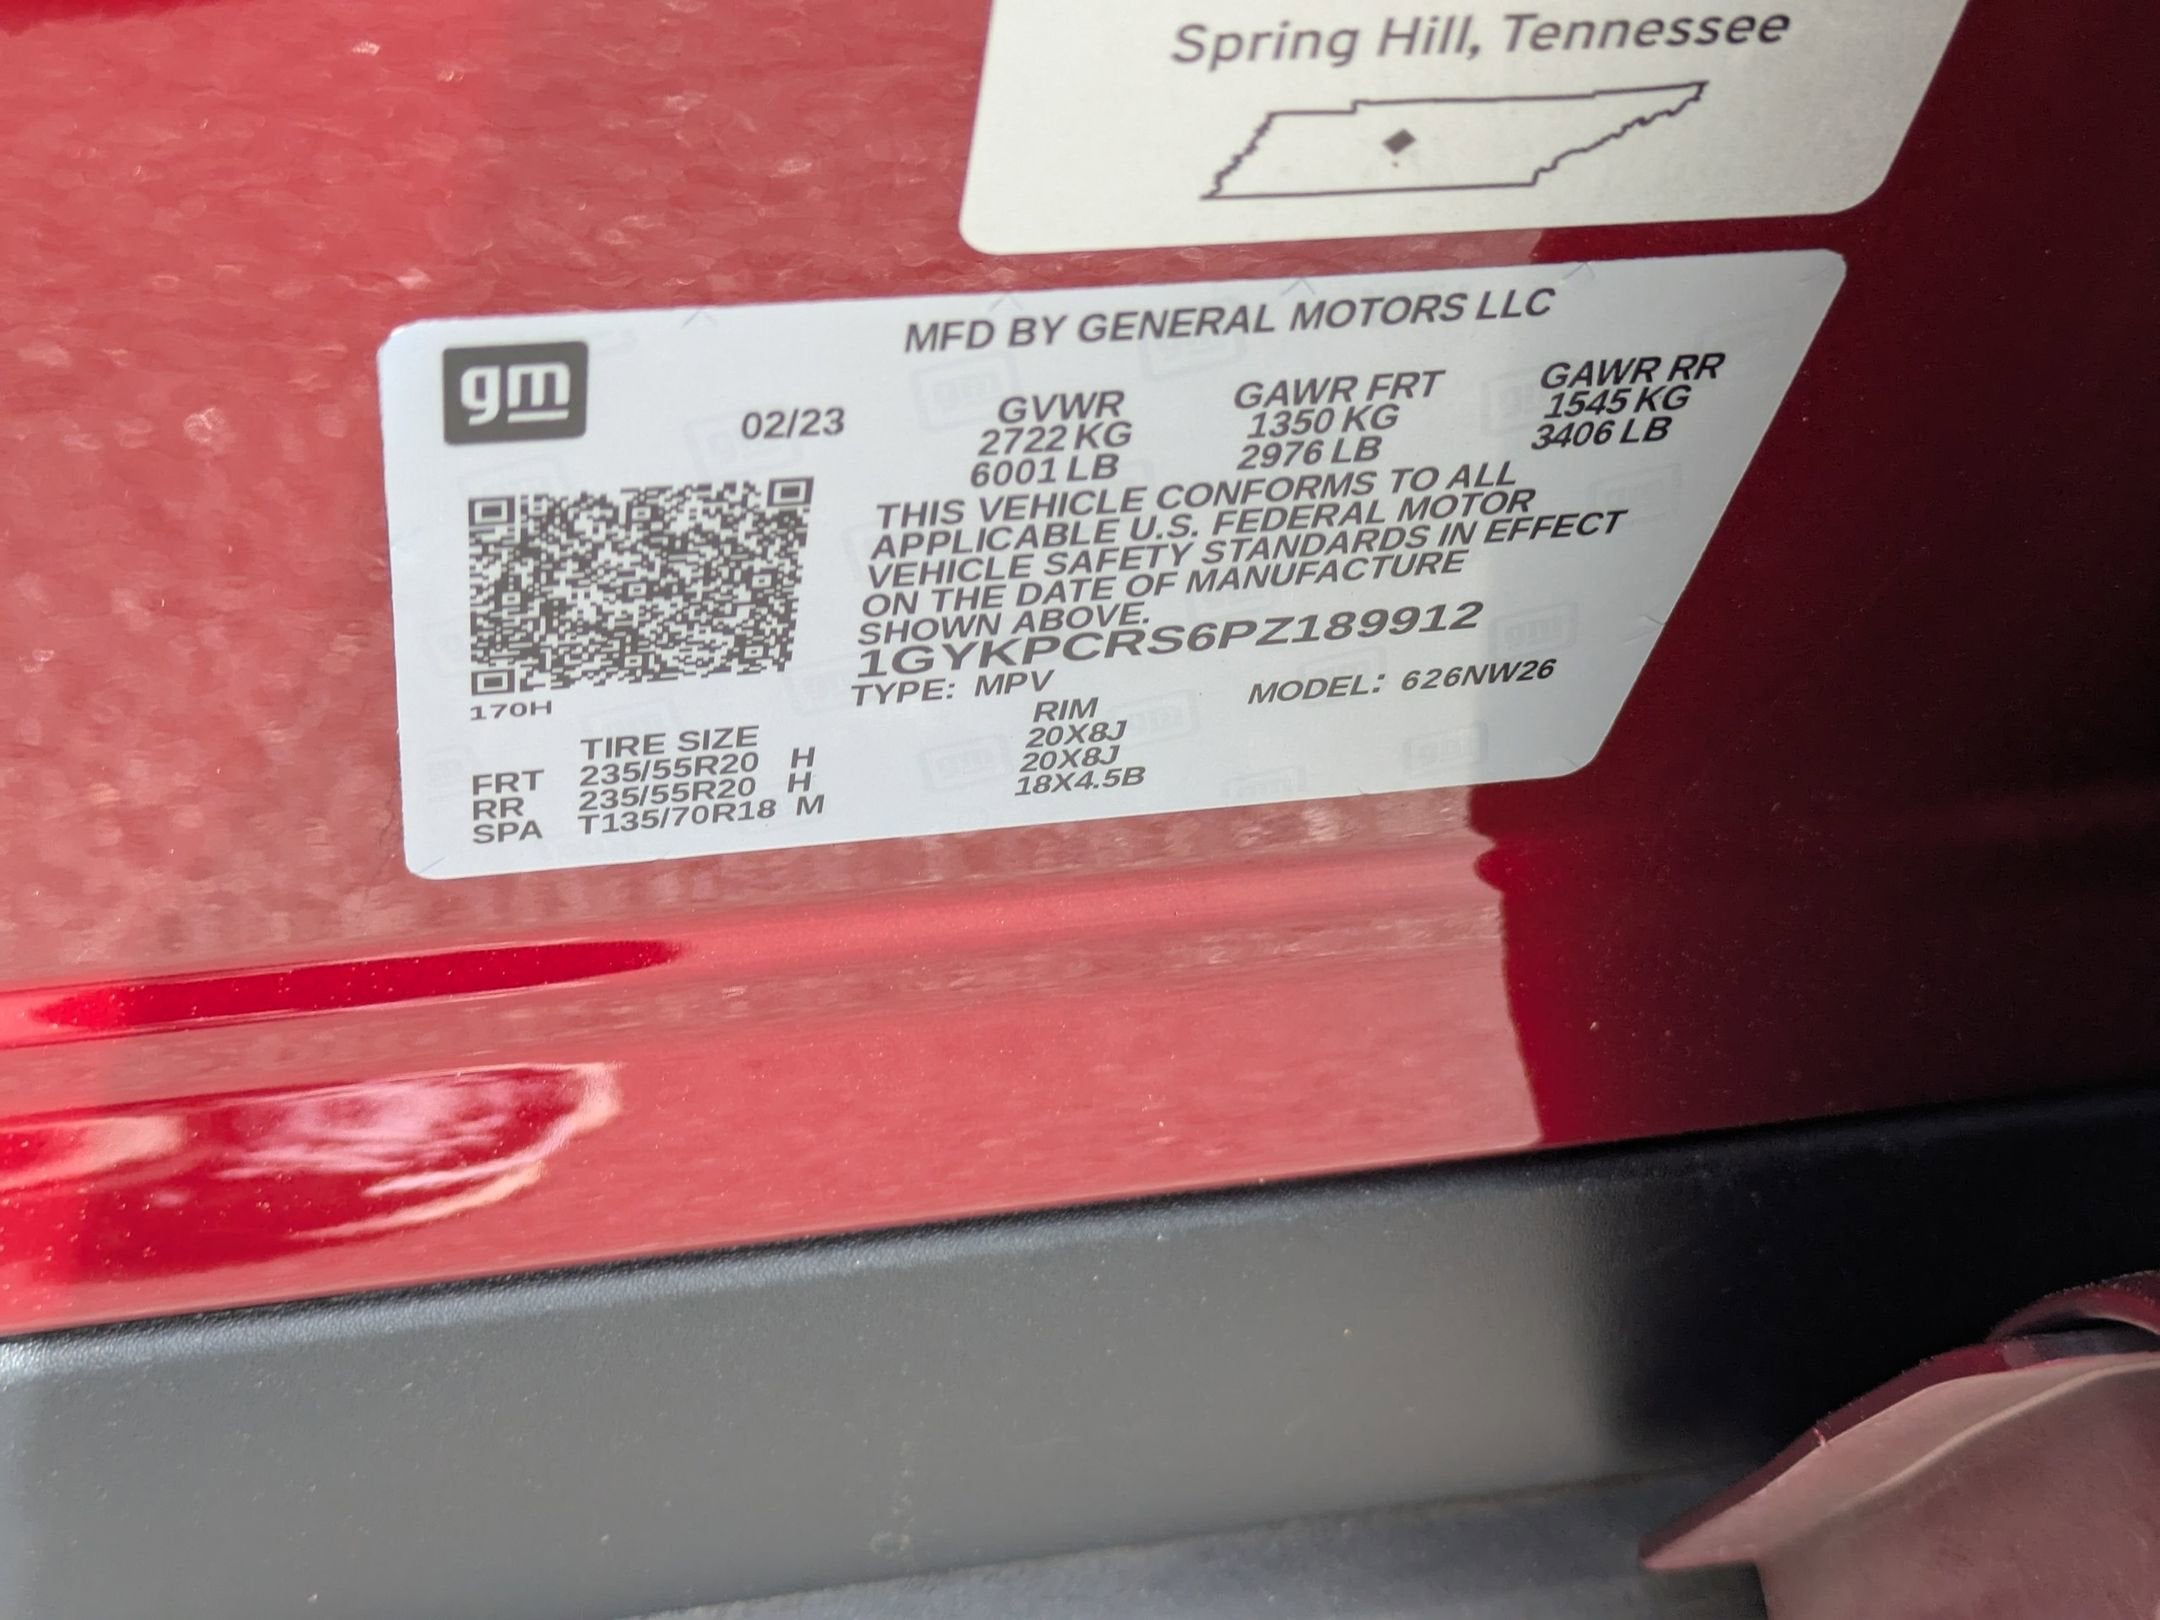 Spring Hill, Tennessee
gm
MFD BY GENERAL MOTORS LLC
02/23
GVWR GAWR FRT GAWR RR
2722 KG 1350 KG 1545 KG
6001 LB 2976 LB 3406 LB
THIS VEHICLE CONFORMS TO ALL
APPLICABLE U.S. FEDERAL MOTOR
VEHICLE SAFETY STANDARDS IN EFFECT
ON THE DATE OF MANUFACTURE
SHOWN ABOVE.
1GYKPCRS6PZ189912
TYPE: MPV MODEL: 626NW26
170H
TIRE SIZE RIM
FRT 235/55R20 H 20X8J
RR 235/55R20 H 20X8J
SPA T135/70R18 M 18X4.5B